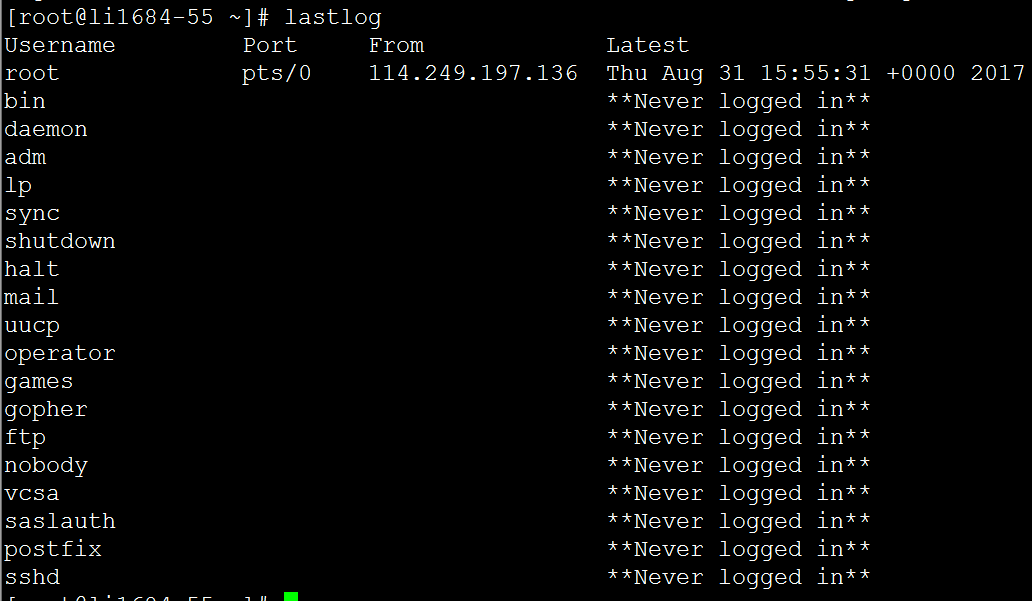 [root@li1684-55 ~]# lastlog
Username         Port     From             Latest
root             pts/0    114.249.197.136  Thu Aug 31 15:55:31 +0000 2017
bin                                        **Never logged in**
daemon                                     **Never logged in**
adm                                        **Never logged in**
lp                                         **Never logged in**
sync                                       **Never logged in**
shutdown                                   **Never logged in**
halt                                       **Never logged in**
mail                                       **Never logged in**
uucp                                       **Never logged in**
operator                                   **Never logged in**
games                                      **Never logged in**
gopher                                     **Never logged in**
ftp                                        **Never logged in**
nobody                                     **Never logged in**
vcsa                                       **Never logged in**
saslauth                                   **Never logged in**
postfix                                    **Never logged in**
sshd                                       **Never logged in**
[root@li1684-55 ~]#